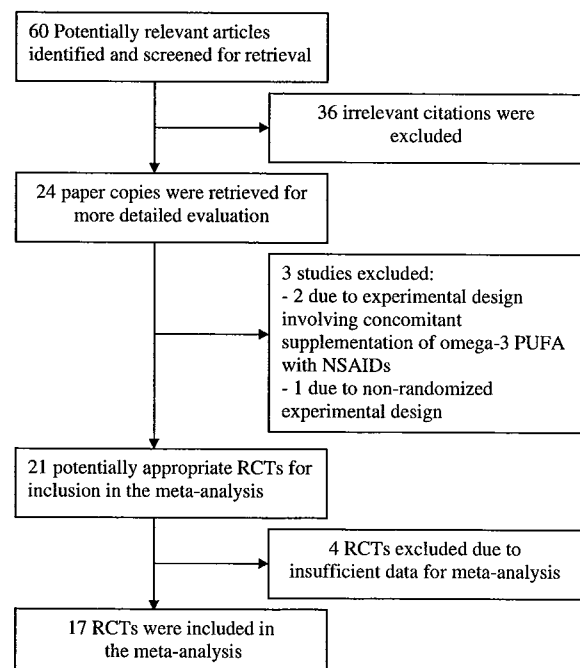 60 Potentially relevant articles
identified and screened for retrieval
36 irrelevant citations were
excluded
24 paper copies were retrieved for
more detailed evaluation
3 studies excluded:
- 2 due to experimental design
involving concomitant
supplementation of omega-3 PUFA
with NSAIDs
- 1 due to non-randomized
experimental design
21 potentially appropriate RCTs for
inclusion in the meta-analysis
4 RCTs excluded due to
insufficient data for meta-analysis
17 RCTs were included in
the meta-analysis